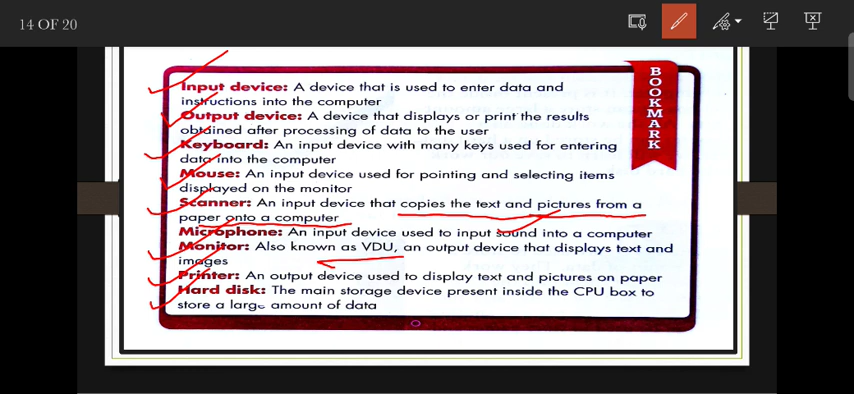 14 OF 20
BOOKMARK
Input device: A device that is used to enter data and
instructions into the computer
Output device: A device that displays or print the results
obtained after processing of data to the user
Keyboard: An input device with many keys used for entering
data into the computer
Mouse: An input device used for pointing and selecting items
displayed on the monitor
Scanner: An input device that copies the text and pictures from a
paper onto a computer
Microphone: An input device used to input sound into a computer
Monitor: Also known as VDU, an output device that displays text and
images
Printer: An output device used to display text and pictures on paper
Hard disk: The main storage device present inside the CPU box to
store a large amount of data